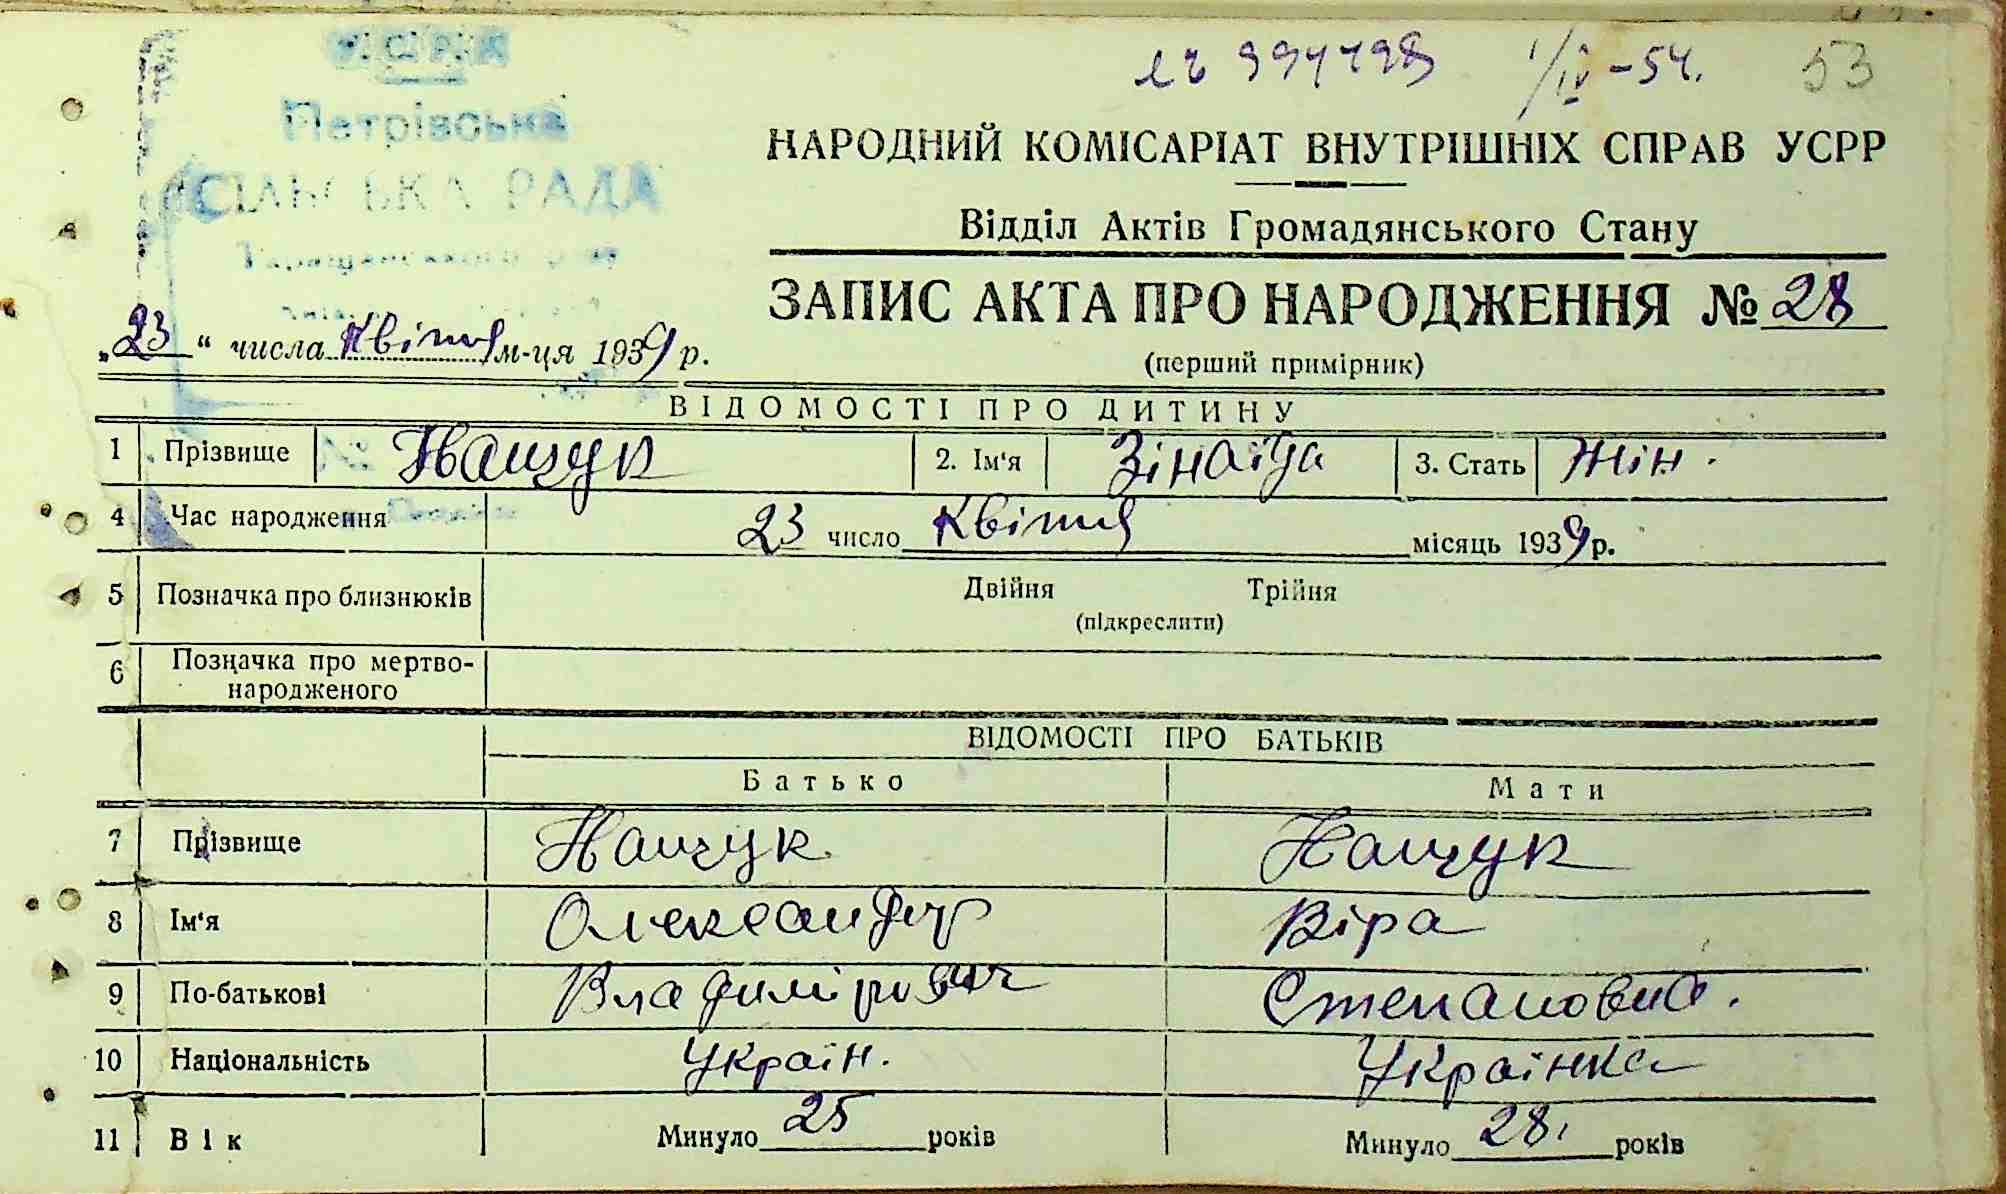 УСРР
Петрівська
СІЛЬСЬКА РАДА
Таращанського р-ну
1/IV-54. 53
НАРОДНИЙ КОМІСАРІАТ ВНУТРІШНІХ СПРАВ УСРР
Відділ Актів Громадянського Стану
ЗАПИС АКТА ПРО НАРОДЖЕННЯ № 28
(перший примірник)
„23“ числа Квітня м-ця 1939 р.
ВІДОМОСТІ ПРО ДИТИНУ
1 Прізвище Нащук 2. Ім'я Зінаїда 3. Стать Жін.
4 Час народження 23 число Квітня місяць 1939 р.
5 Позначка про близнюків Двійня Трійня
(підкреслити)
6 Позначка про мертво-
народженого
ВІДОМОСТІ ПРО БАТЬКІВ
Батько Мати
7 Прізвище Нащук Нащук
8 Ім'я Олександр Віра
9 По-батькові Владимірович Степановна.
10 Національність Україн. Українка
11 Вік Минуло 25 років Минуло 28 років